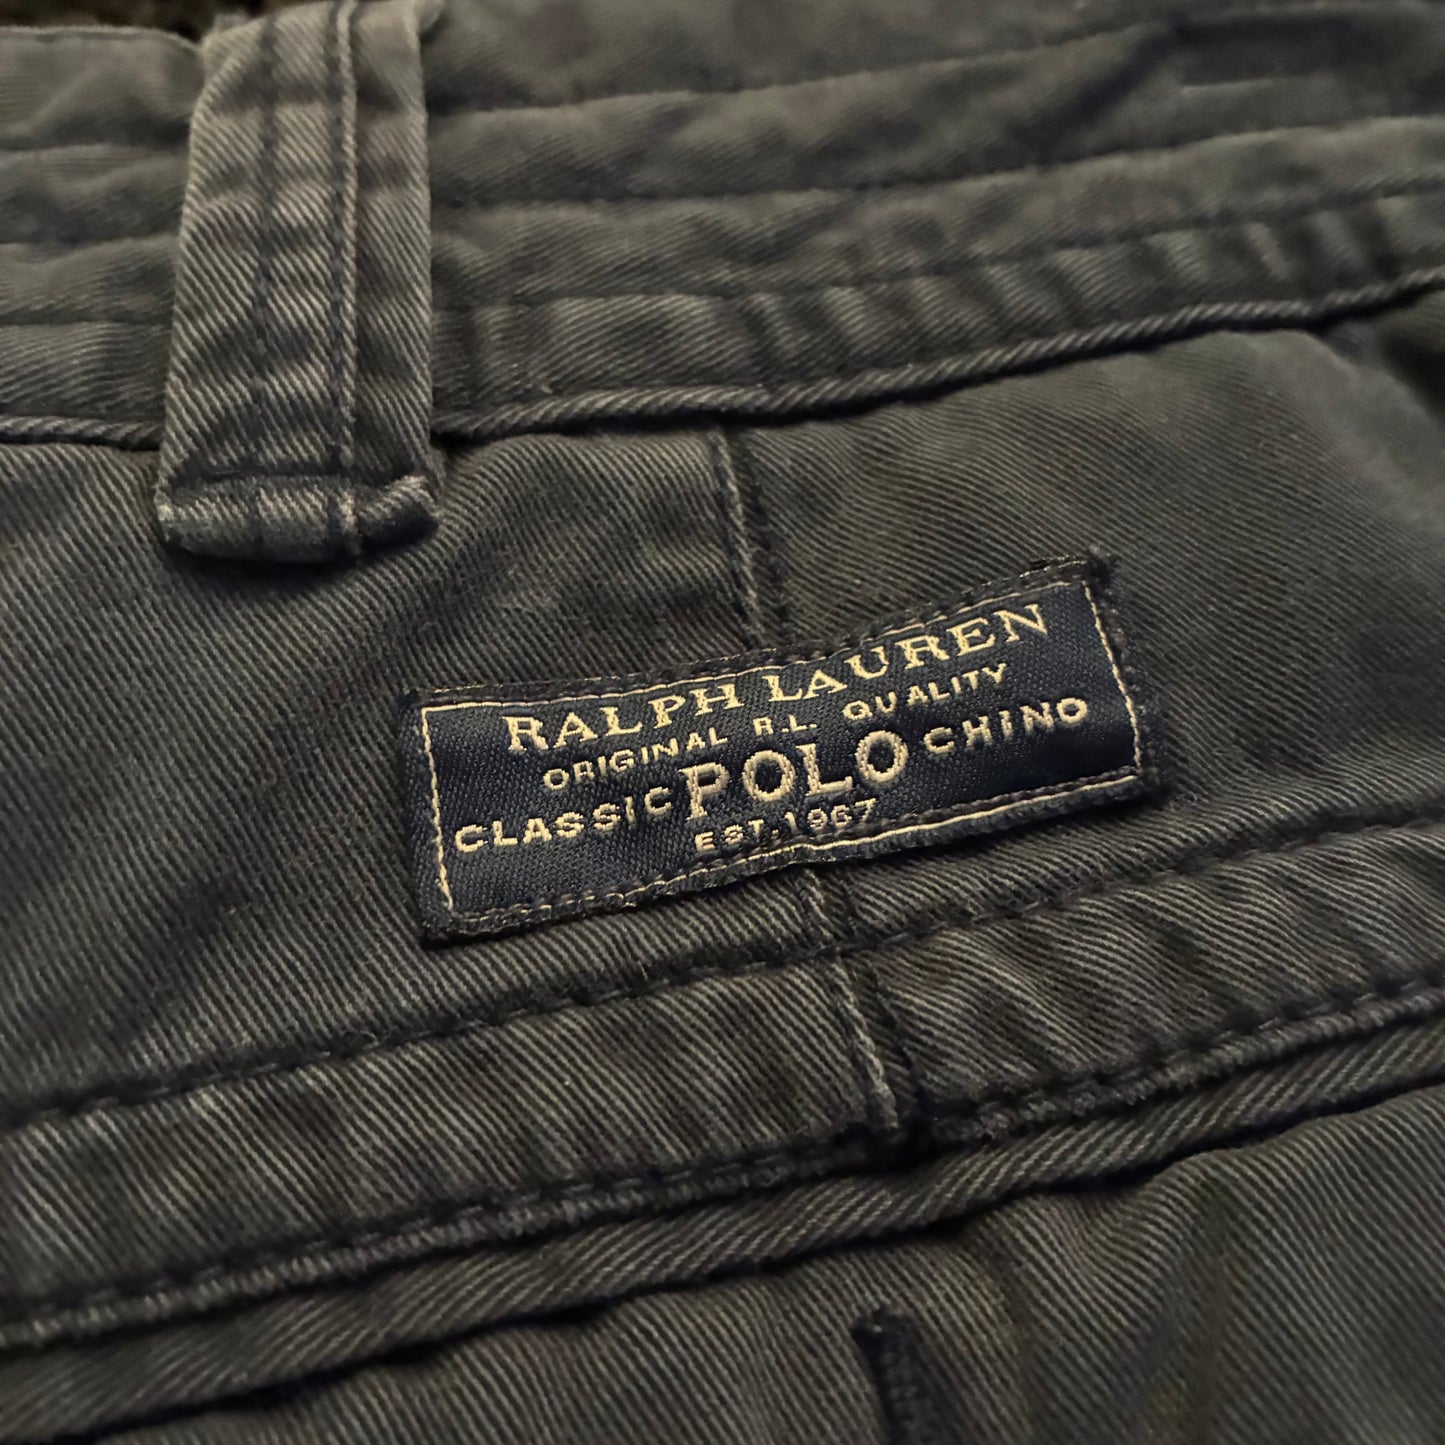 RALPH LAUREN
ORIGINAL R.L. QUALITY
CLASSIC POLO CHINO
EST. 1967